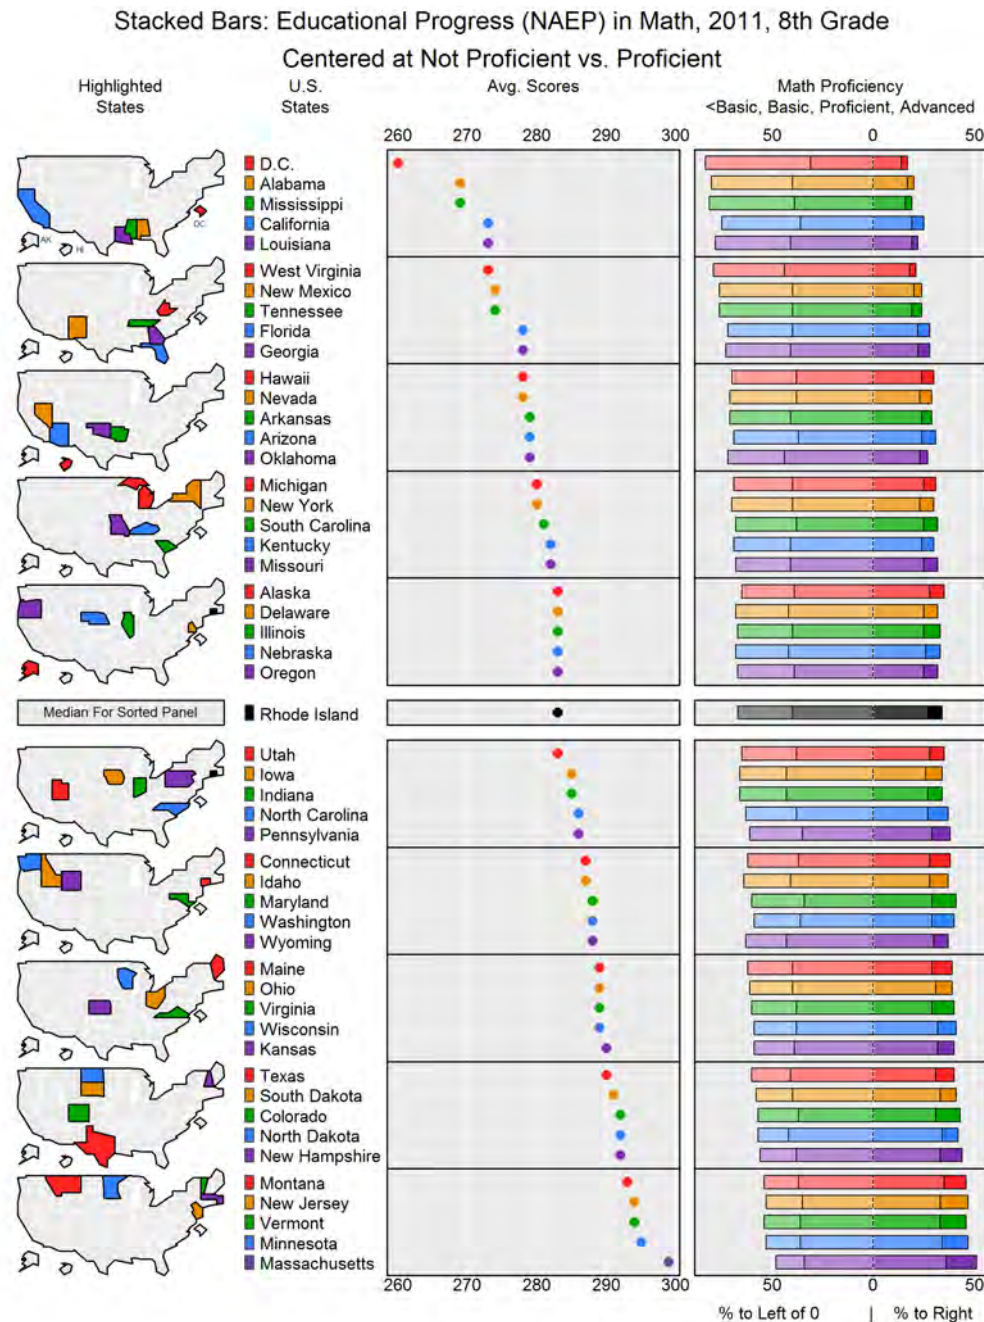 Stacked Bars: Educational Progress (NAEP) in Math, 2011, 8th Grade
Centered at Not Proficient vs. Proficient
Highlighted
States
U.S.
States
Avg. Scores
Math Proficiency
<Basic, Basic, Proficient, Advanced
260 270 280 290 300
50 0 50
AK
HI
DC
D.C.
Alabama
Mississippi
California
Louisiana
West Virginia
New Mexico
Tennessee
Florida
Georgia
Hawaii
Nevada
Arkansas
Arizona
Oklahoma
Michigan
New York
South Carolina
Kentucky
Missouri
Alaska
Delaware
Illinois
Nebraska
Oregon
Median For Sorted Panel
Rhode Island
Utah
Iowa
Indiana
North Carolina
Pennsylvania
Connecticut
Idaho
Maryland
Washington
Wyoming
Maine
Ohio
Virginia
Wisconsin
Kansas
Texas
South Dakota
Colorado
North Dakota
New Hampshire
Montana
New Jersey
Vermont
Minnesota
Massachusetts
260 270 280 290 300
50 0 50
% to Left of 0 | % to Right